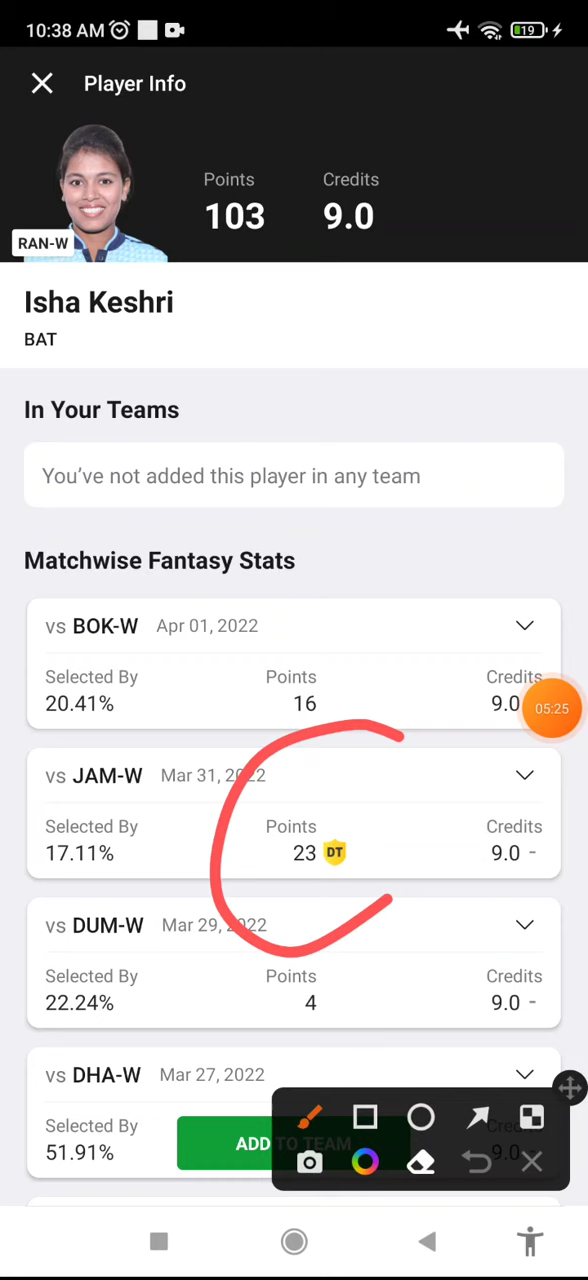 10:38 AM 19
Player Info
Points Credits
103 9.0
RAN-W
Isha Keshri
BAT
In Your Teams
You've not added this player in any team
Matchwise Fantasy Stats
vs BOK-W Apr 01, 2022
Selected By Points Credits
20.41% 16 9.0
05:25
vs JAM-W Mar 31, 2022
Selected By Points Credits
17.11% 23 DT 9.0 -
vs DUM-W Mar 29, 2022
Selected By Points Credits
22.24% 4 9.0 -
vs DHA-W Mar 27, 2022
Selected By Cre
51.91% ADD TO TEAM 9.0